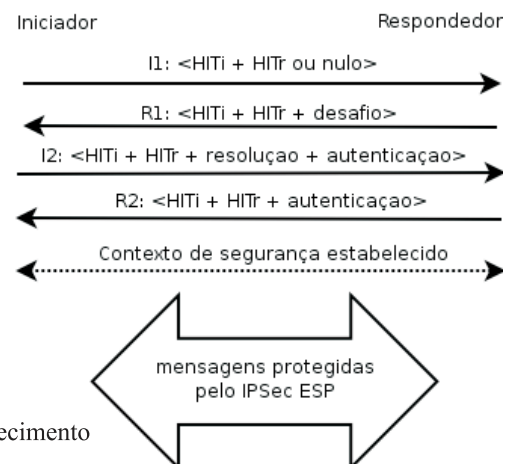 Iniciador
Respondedor
I1: <HITi + HITr ou nulo>
R1: <HITi + HITr + desafio>
I2: <HITi + HITr + resoluçao + autenticaçao>
R2: <HITi + HITr + autenticaçao>
Contexto de segurança estabelecido
mensagens protegidas
pelo IPSec ESP
ecimento